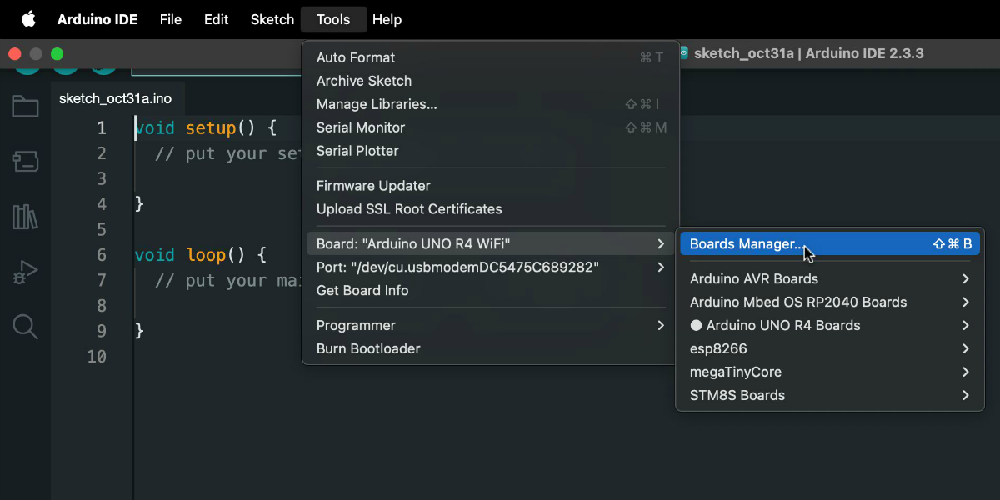 Arduino IDE File Edit Sketch Tools Help
sketch_oct31a | Arduino IDE 2.3.3
sketch_oct31a.ino
1 void setup() {
2 // put your set
3
4 }
5
6 void loop() {
7 // put your mai
8
9 }
10
Auto Format ⌘ T
Archive Sketch
Manage Libraries... ⇧ ⌘ I
Serial Monitor ⇧ ⌘ M
Serial Plotter
Firmware Updater
Upload SSL Root Certificates
Board: "Arduino UNO R4 WiFi"
Port: "/dev/cu.usbmodemDC5475C689282"
Get Board Info
Programmer
Burn Bootloader
Boards Manager... ⇧ ⌘ B
Arduino AVR Boards
Arduino Mbed OS RP2040 Boards
Arduino UNO R4 Boards
esp8266
megaTinyCore
STM8S Boards